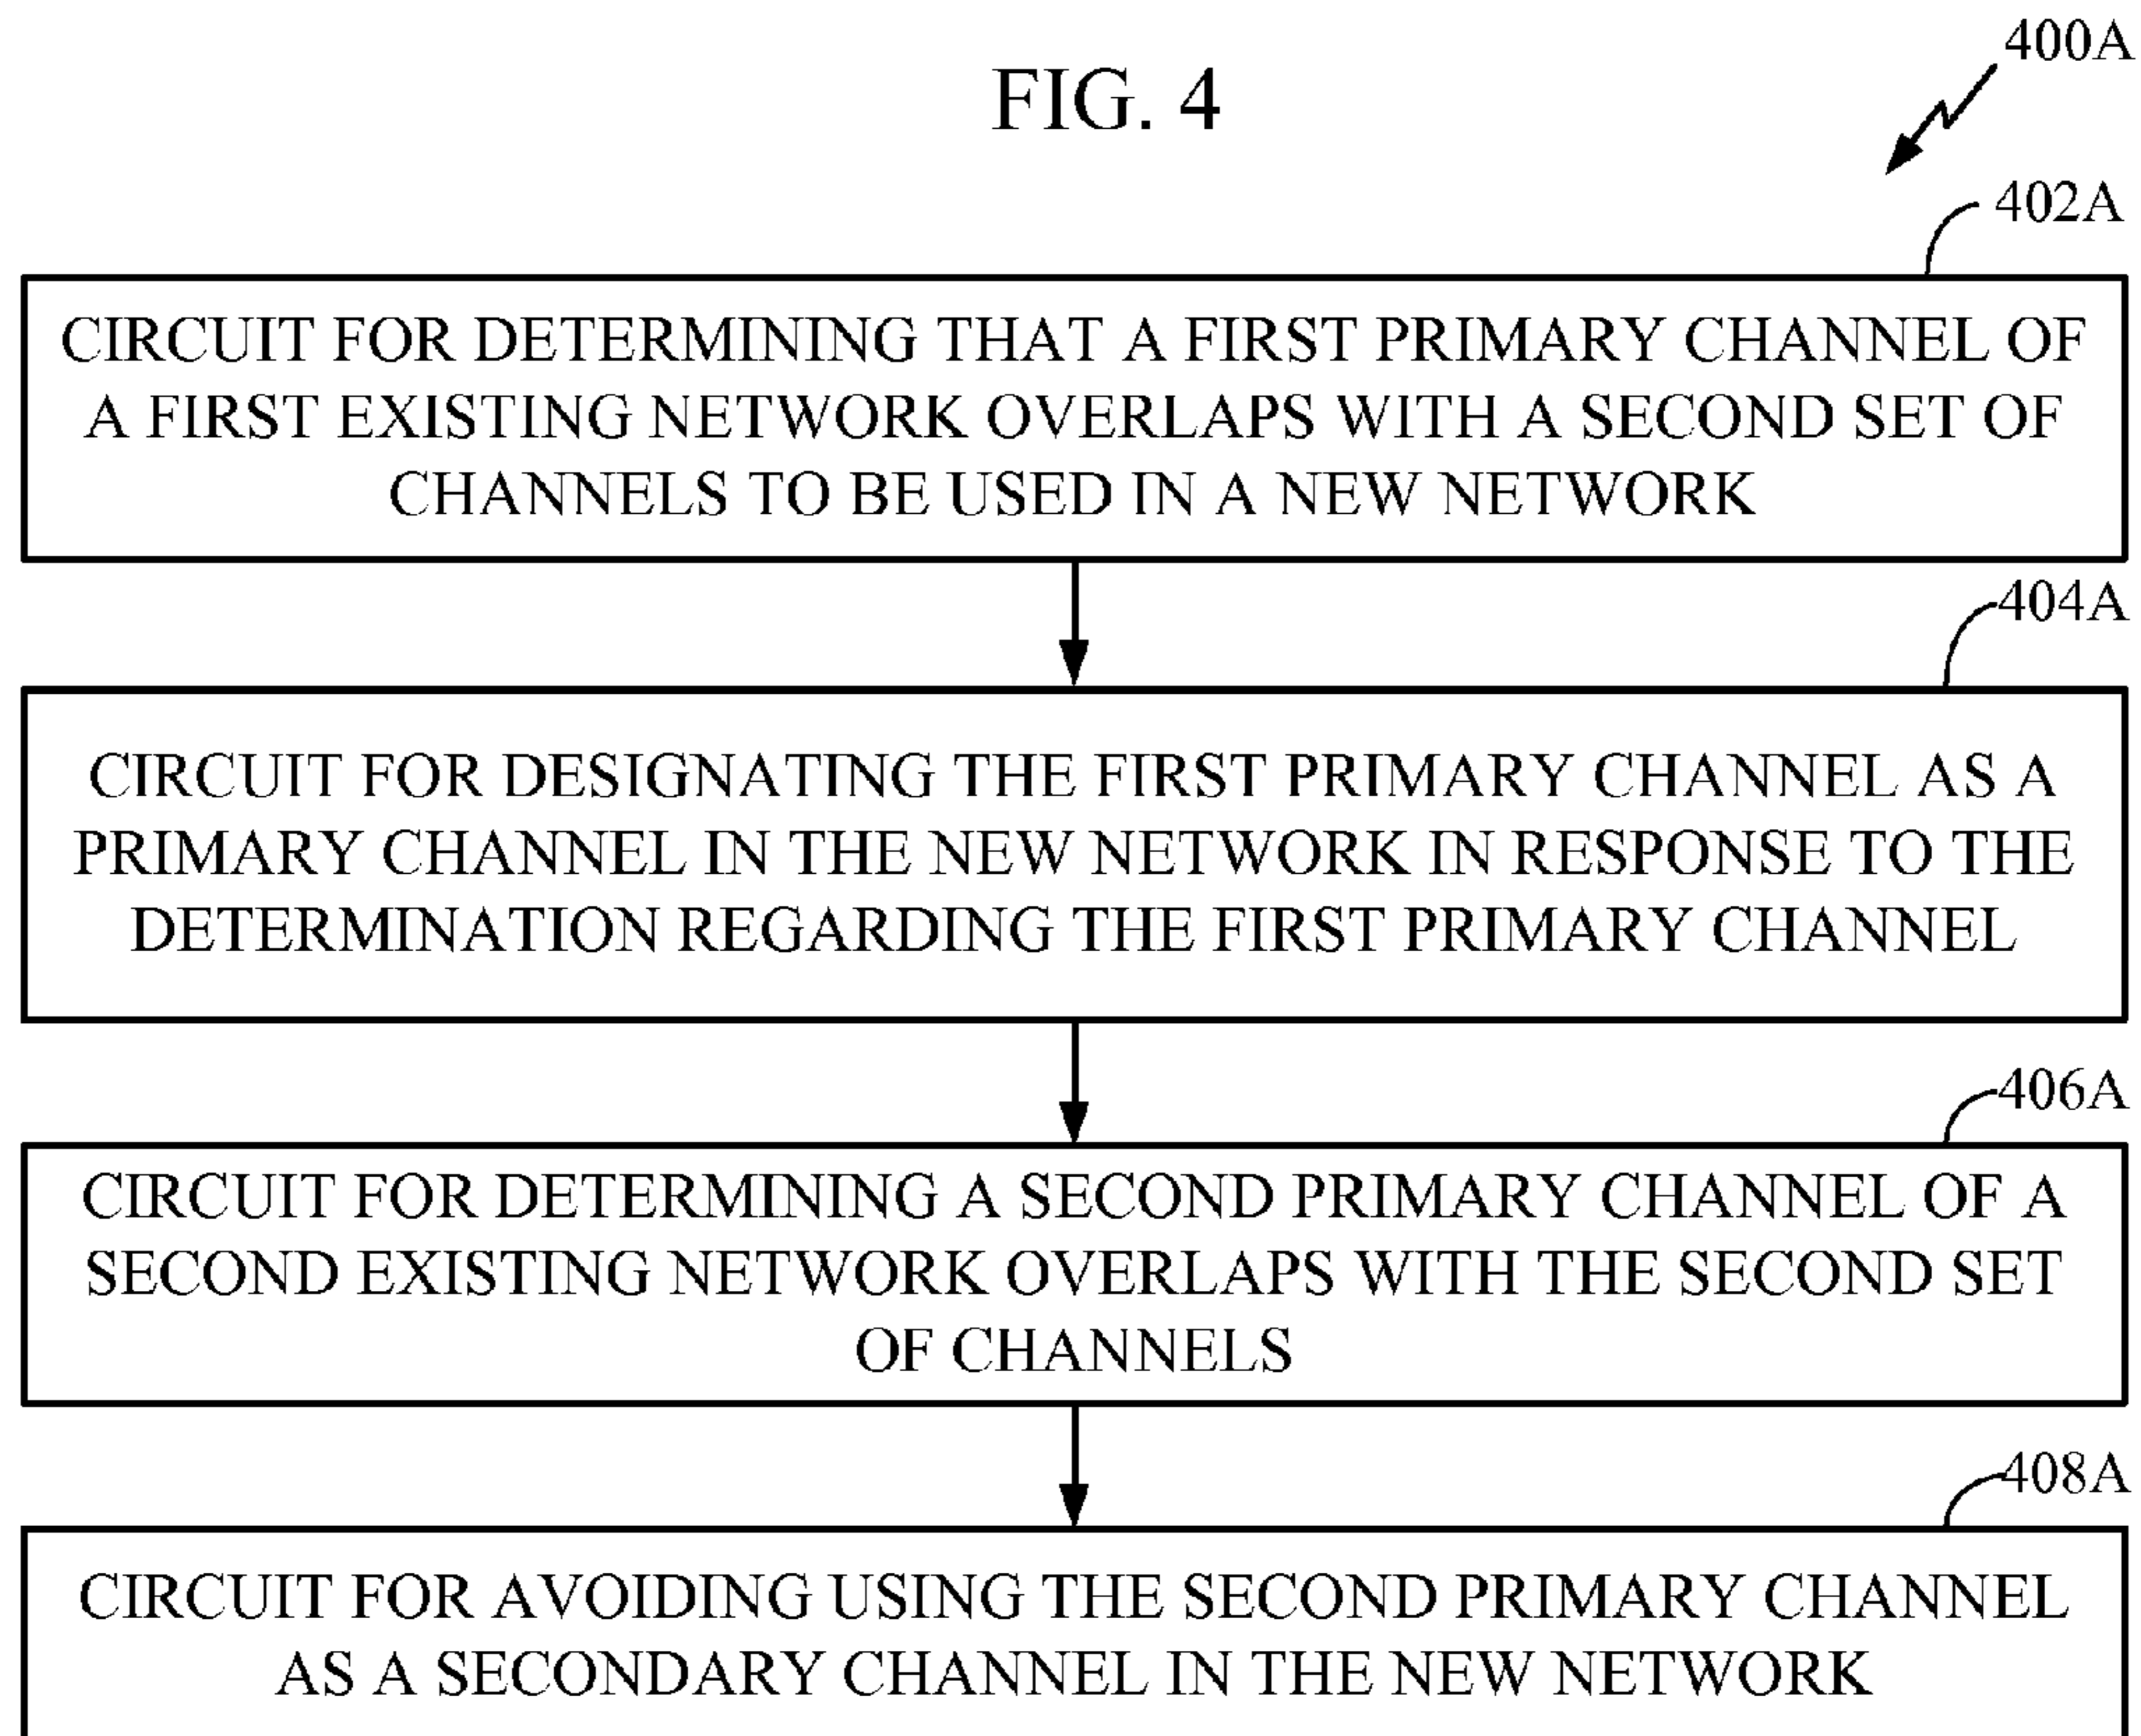 FIG. 4
400A
402A
CIRCUIT FOR DETERMINING THAT A FIRST PRIMARY CHANNEL OF
A FIRST EXISTING NETWORK OVERLAPS WITH A SECOND SET OF
CHANNELS TO BE USED IN A NEW NETWORK
404A
CIRCUIT FOR DESIGNATING THE FIRST PRIMARY CHANNEL AS A
PRIMARY CHANNEL IN THE NEW NETWORK IN RESPONSE TO THE
DETERMINATION REGARDING THE FIRST PRIMARY CHANNEL
406A
CIRCUIT FOR DETERMINING A SECOND PRIMARY CHANNEL OF A
SECOND EXISTING NETWORK OVERLAPS WITH THE SECOND SET
OF CHANNELS
408A
CIRCUIT FOR AVOIDING USING THE SECOND PRIMARY CHANNEL
AS A SECONDARY CHANNEL IN THE NEW NETWORK